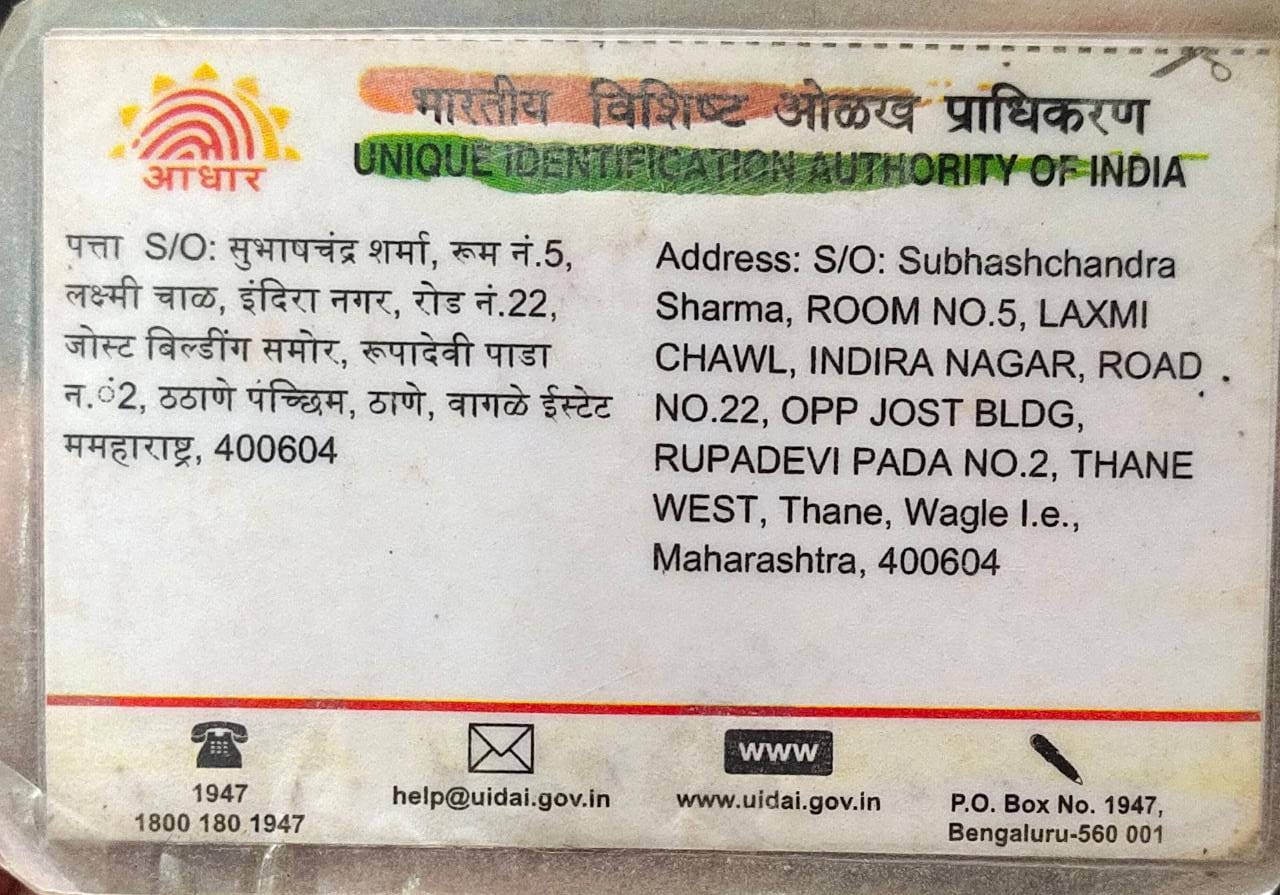 आधार
भारतीय विशिष्ट ओळख प्राधिकरण
UNIQUE IDENTIFICATION AUTHORITY OF INDIA
पत्ता S/O: सुभाषचंद्र शर्मा, रूम नं.5,
लक्ष्मी चाळ, इंदिरा नगर, रोड नं.22,
जोस्ट बिल्डींग समोर, रूपादेवी पाडा
न.ं2, ठठाणे पंच्छिम, ठाणे, वागळे ईस्टेट
ममहाराष्ट्र, 400604
Address: S/O: Subhashchandra
Sharma, ROOM NO.5, LAXMI
CHAWL, INDIRA NAGAR, ROAD
NO.22, OPP JOST BLDG,
RUPADEVI PADA NO.2, THANE
WEST, Thane, Wagle I.e.,
Maharashtra, 400604
1947
1800 180 1947
help@uidai.gov.in
www
www.uidai.gov.in
P.O. Box No. 1947,
Bengaluru-560 001